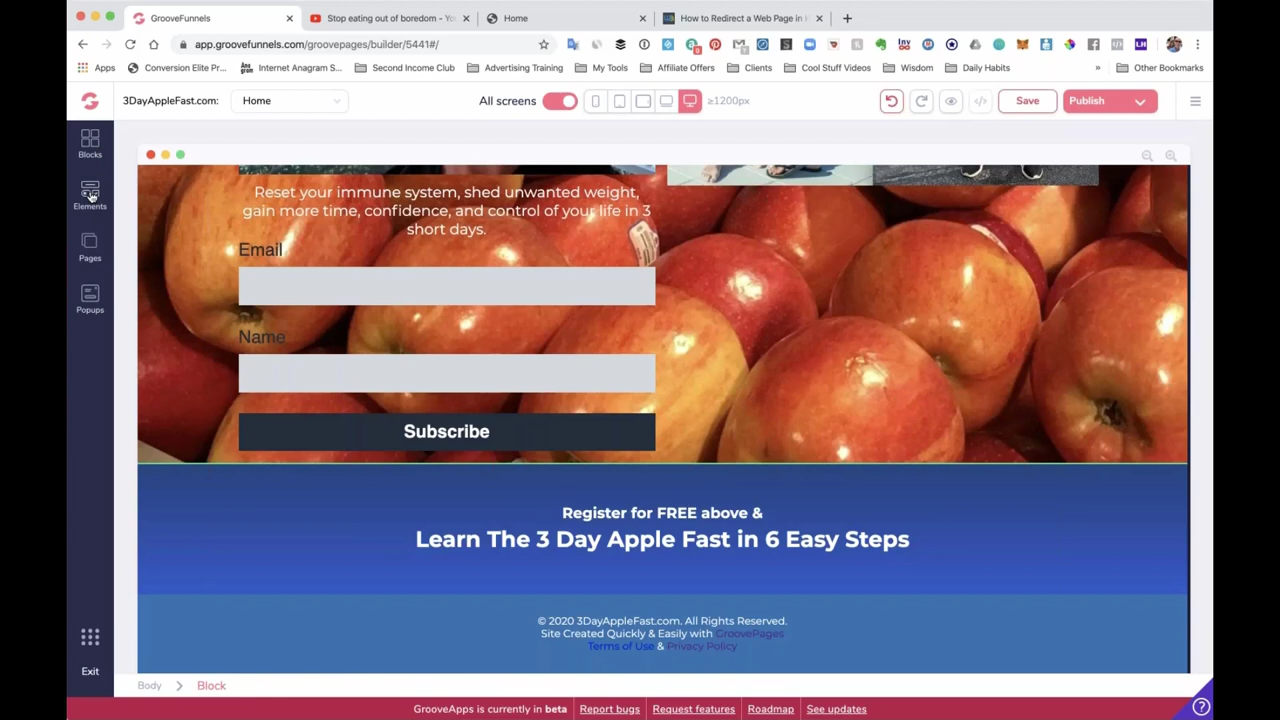 GrooveFunnels
Stop eating out of boredom - Yo
Home
How to Redirect a Web Page in H
app.groovefunnels.com/groovepages/builder/5441#/
Apps
Conversion Elite Pr...
Internet Anagram S...
Second Income Club
Advertising Training
My Tools
Affiliate Offers
Clients
Cool Stuff Videos
Wisdom
Daily Habits
»
Other Bookmarks
3DayAppleFast.com:
Home
All screens
≥1200px
Save
Publish
Blocks
Elements
Pages
Popups
Exit
Reset your immune system, shed unwanted weight,
gain more time, confidence, and control of your life in 3
short days.
Email
Name
Subscribe
Register for FREE above &
Learn The 3 Day Apple Fast in 6 Easy Steps
© 2020 3DayAppleFast.com. All Rights Reserved.
Site Created Quickly & Easily with GroovePages
Terms of Use & Privacy Policy
Body
Block
GrooveApps is currently in beta
Report bugs
Request features
Roadmap
See updates
?